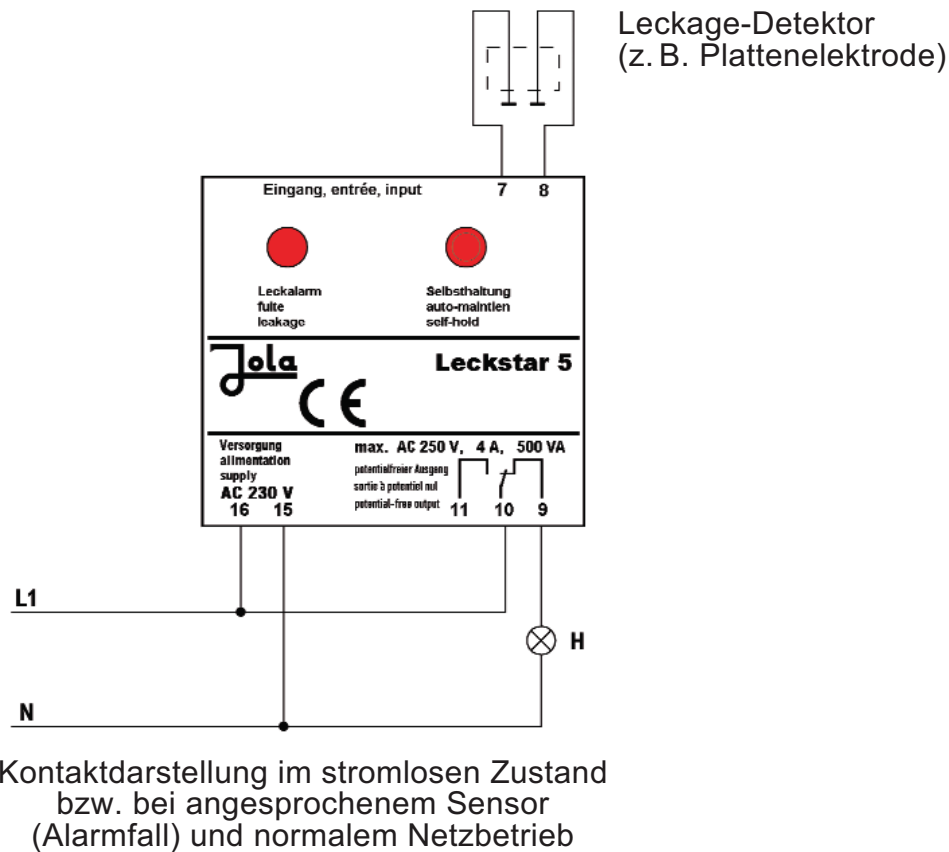 Leckage-Detektor
(z. B. Plattenelektrode)
Eingang, entrée, input 7 8
Leckalarm
fuite
leakage
Selbsthaltung
auto-maintien
self-hold
Jola
Leckstar 5
CE
Versorgung
alimentation
supply
AC 230 V
16 15
max. AC 250 V, 4 A, 500 VA
potentialfreier Ausgang
sortie à potentiel nul
potential-free output
11 10 9
L1
H
N
Kontaktdarstellung im stromlosen Zustand
bzw. bei angesprochenem Sensor
(Alarmfall) und normalem Netzbetrieb